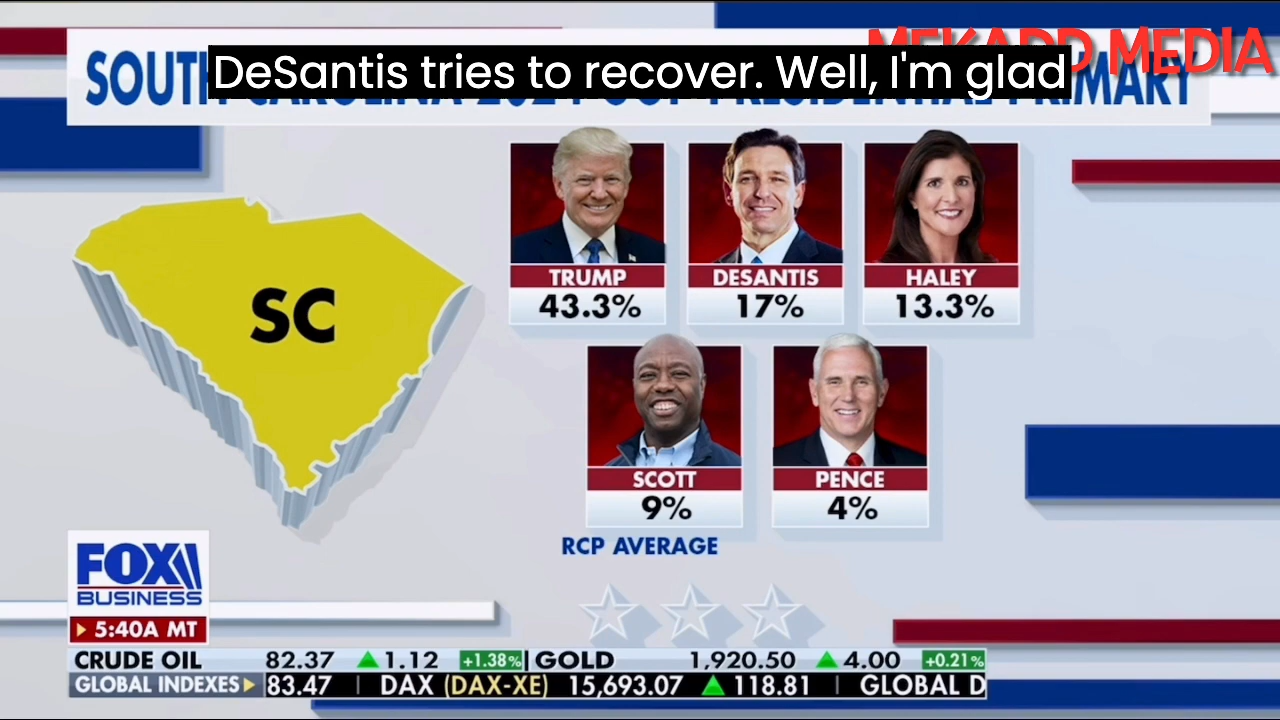 MEKADD MEDIA
DeSantis tries to recover. Well, I'm glad
SC
TRUMP
43.3%
DESANTIS
17%
HALEY
13.3%
SCOTT
9%
PENCE
4%
RCP AVERAGE
FOX
BUSINESS
5:40A MT
CRUDE OIL 82.37 1.12 +1.38% GOLD 1,920.50 4.00 +0.21%
GLOBAL INDEXES 83.47 | DAX (DAX-XE) 15,693.07 118.81 | GLOBAL D